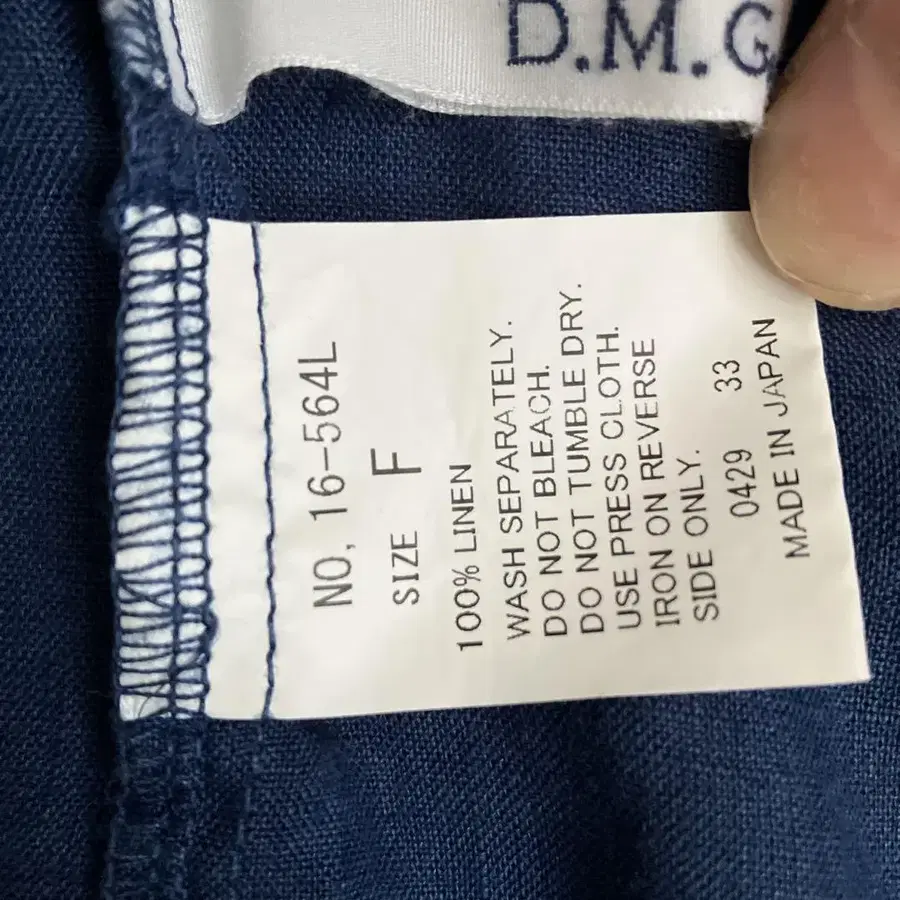 D.M.G.
NO, 16-564L
SIZE F
100% LINEN
WASH SEPARATELY.
DO NOT BLEACH.
DO NOT TUMBLE DRY.
USE PRESS CLOTH.
IRON ON REVERSE
SIDE ONLY.
0429 33
MADE IN JAPAN